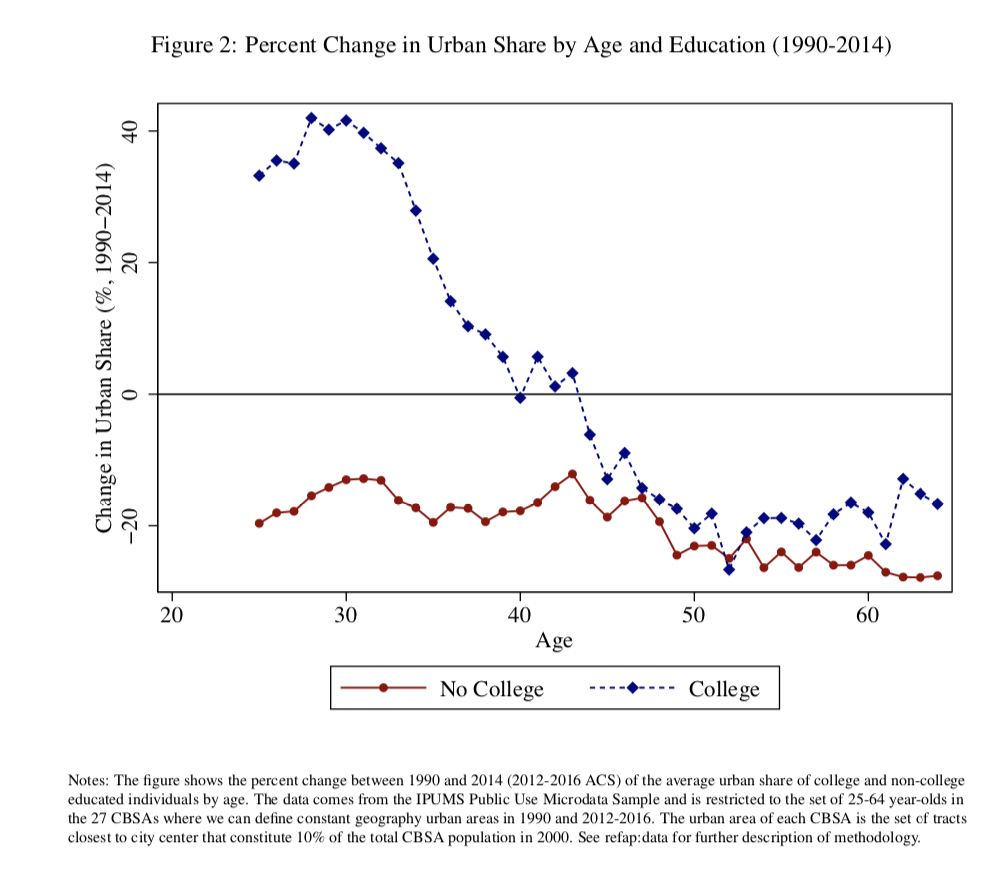 Figure 2: Percent Change in Urban Share by Age and Education (1990-2014)
Change in Urban Share (%, 1990−2014)
40
20
0
−20
20
30
40
50
60
Age
No College
College
Notes: The figure shows the percent change between 1990 and 2014 (2012-2016 ACS) of the average urban share of college and non-college
educated individuals by age. The data comes from the IPUMS Public Use Microdata Sample and is restricted to the set of 25-64 year-olds in
the 27 CBSAs where we can define constant geography urban areas in 1990 and 2012-2016. The urban area of each CBSA is the set of tracts
closest to city center that constitute 10% of the total CBSA population in 2000. See refap:data for further description of methodology.